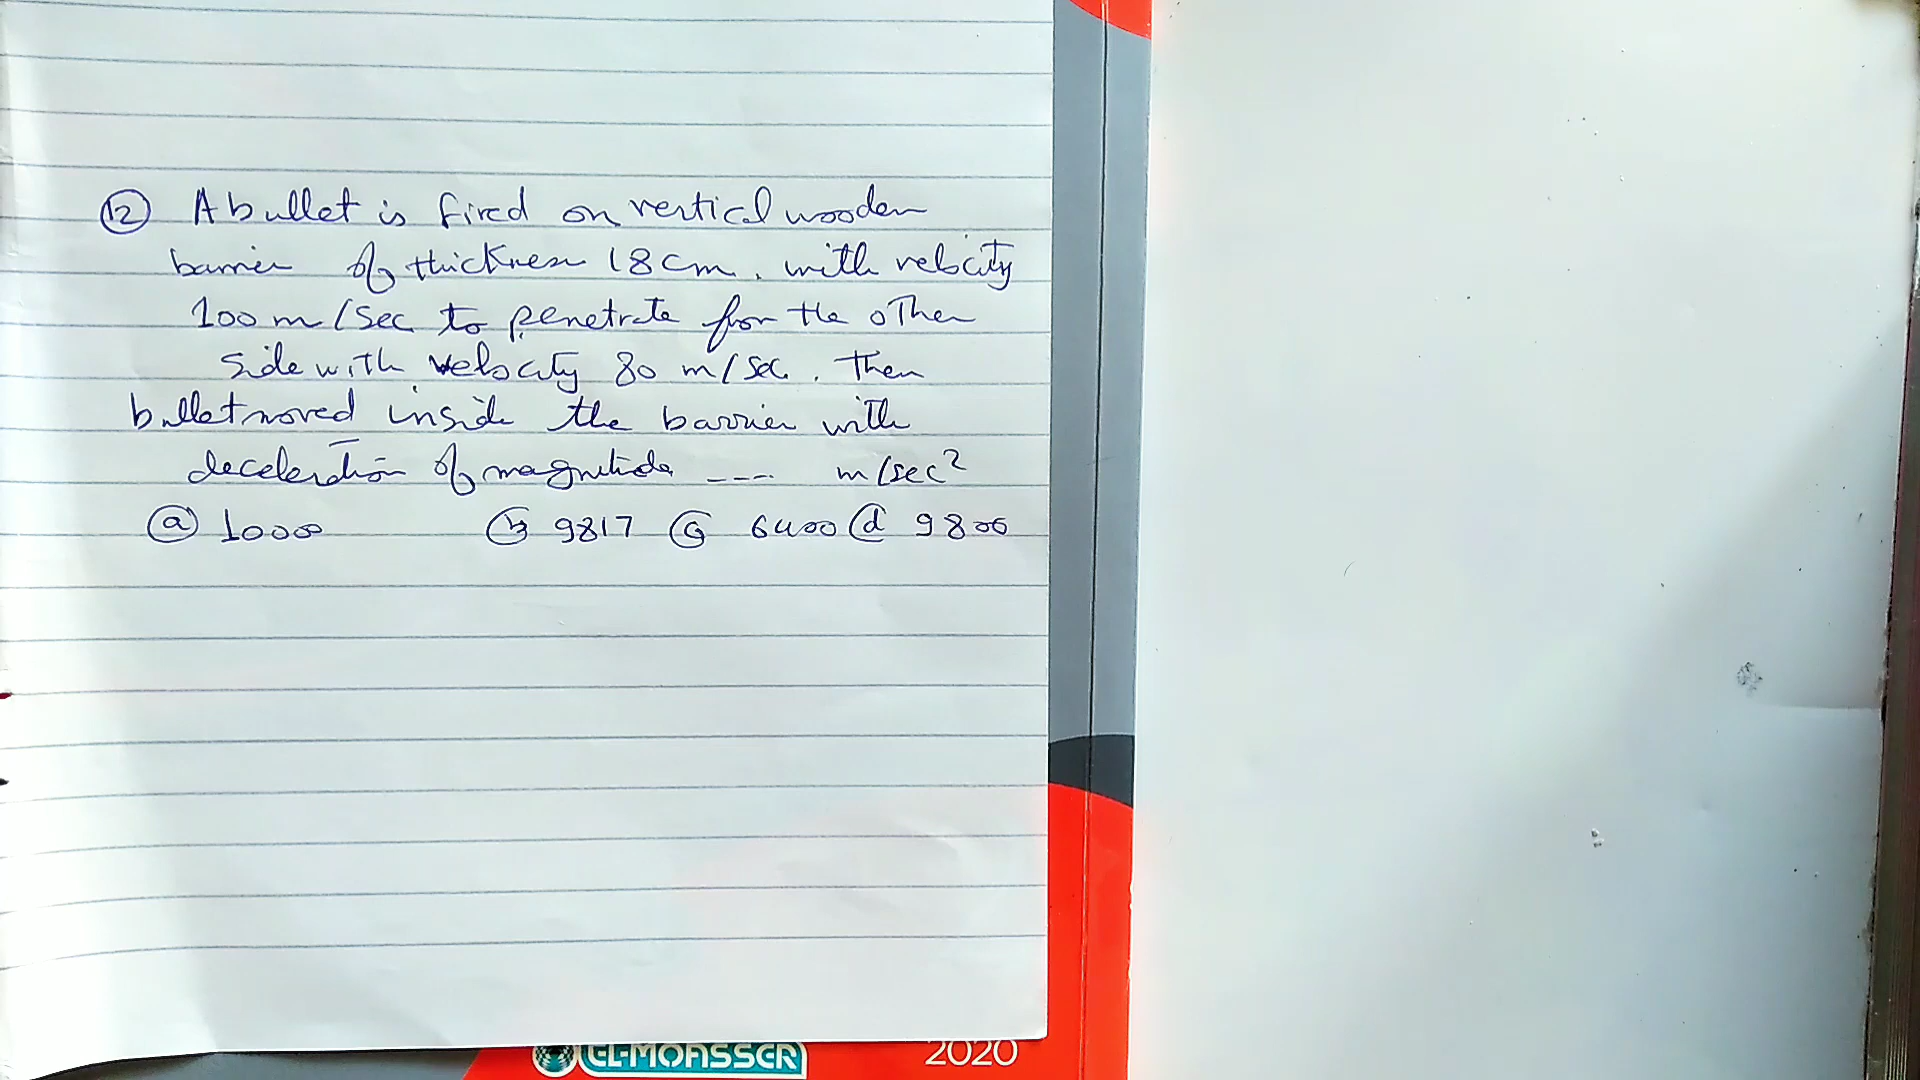 12 A bullet is fired on vertical wooden
barrier of thickness 18 cm. with velocity
100 m/sec to penetrate from the other
side with velocity 80 m/sec. Then
bullet moved inside the barrier with
deceleration of magnitude --- m/sec²
a 1000 b 9817 c 6400 d 9800
EL-MOASSER 2020